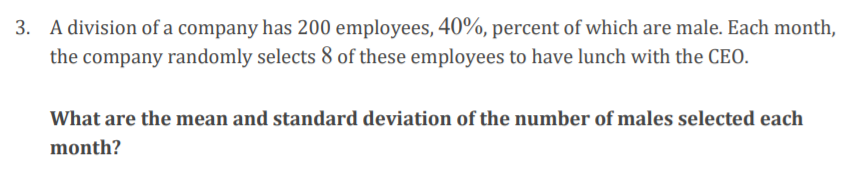 3. A division of a company has 200 employees, 40%, percent of which are male. Each month,
the company randomly selects 8 of these employees to have lunch with the CEO.
What are the mean and standard deviation of the number of males selected each
month?